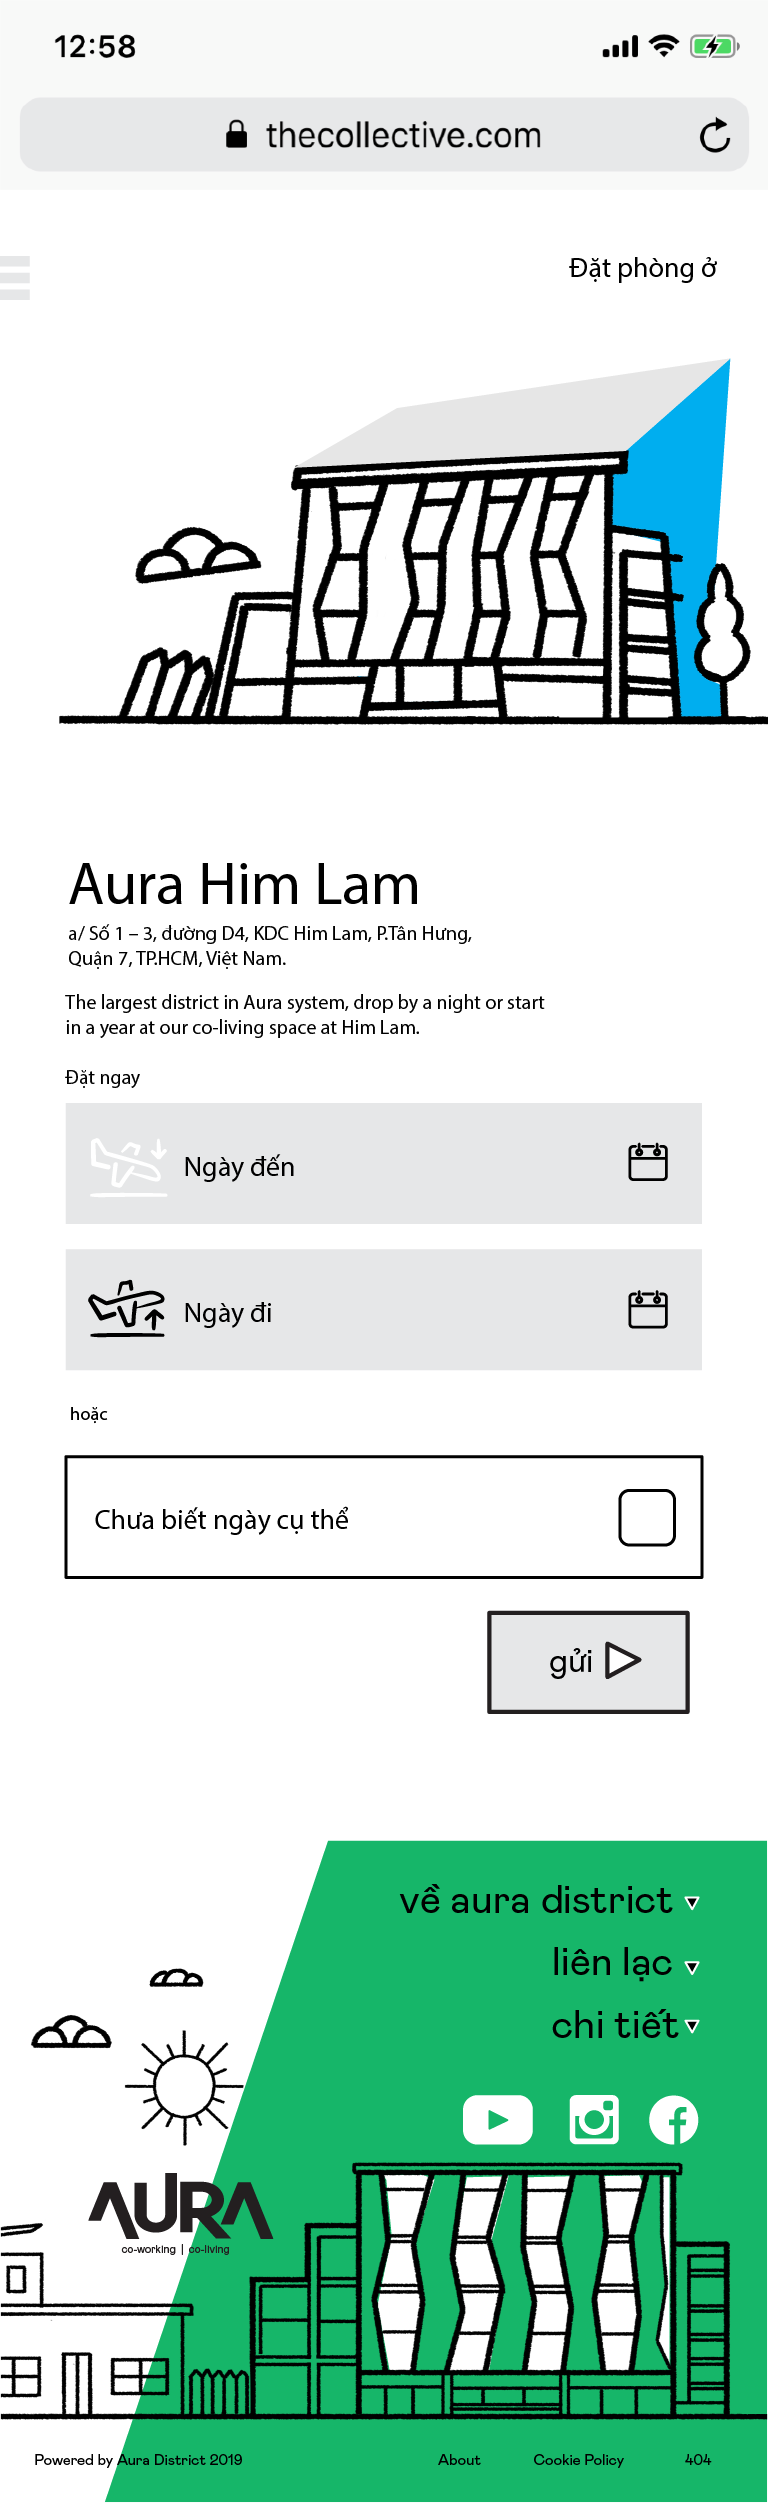 12:58
thecollective.com
Đặt phòng ở
Aura Him Lam
a/ Số 1 – 3, đường D4, KDC Him Lam, P.Tân Hưng,
Quận 7, TP.HCM, Việt Nam.
The largest district in Aura system, drop by a night or start
in a year at our co-living space at Him Lam.
Đặt ngay
Ngày đến
Ngày đi
hoặc
Chưa biết ngày cụ thể
gửi
về aura district
liên lạc
chi tiết
AURA
co-working | co-living
Powered by Aura District 2019 About Cookie Policy 404